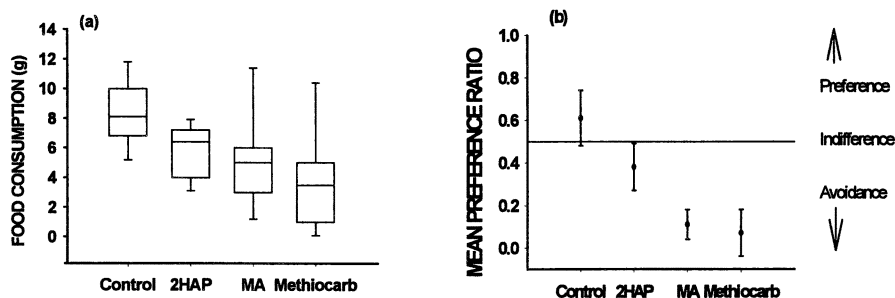 (a)
FOOD CONSUMPTION (g)
14
12
10
8
6
4
2
0
Control 2HAP MA Methiocarb
(b)
MEAN PREFERENCE RATIO
1.0
0.8
0.6
0.4
0.2
0.0
Control 2HAP MA Methiocarb
Preference
Indifference
Avoidance